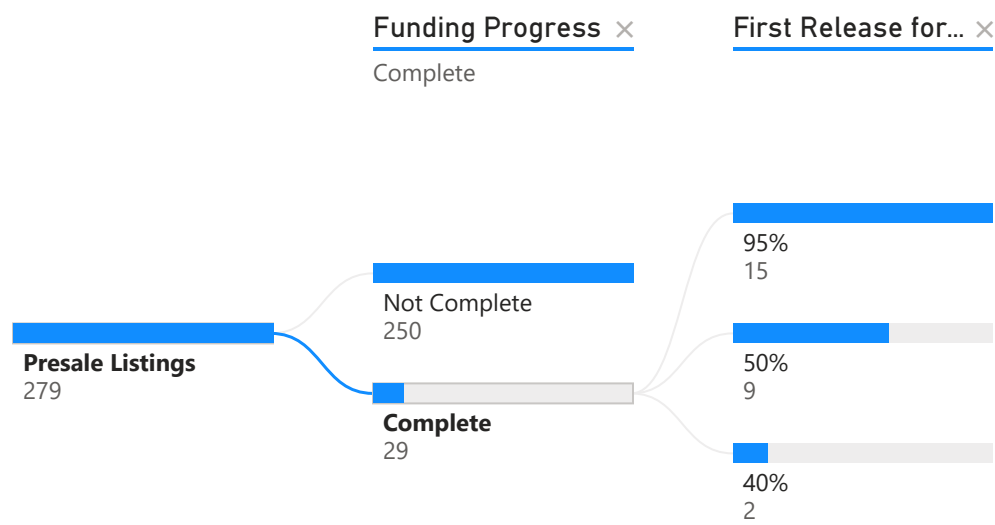 Funding Progress
First Release for...
Complete
95%
15
Not Complete
250
Presale Listings
279
50%
9
Complete
29
40%
2